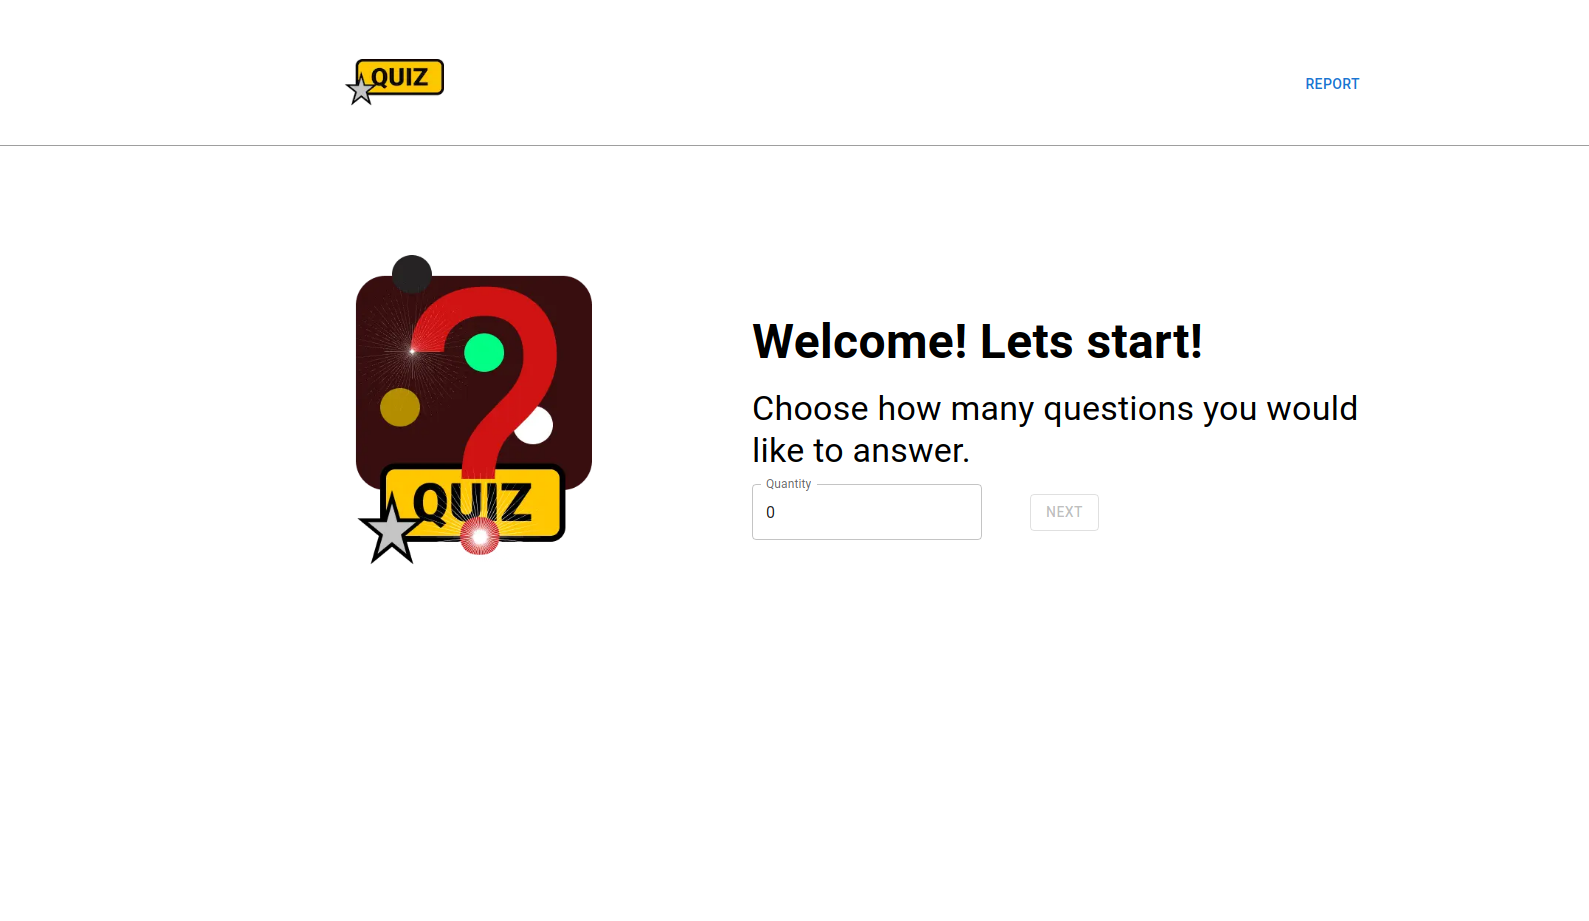 QUIZ
REPORT
QUIZ
Welcome! Lets start!
Choose how many questions you would
like to answer.
Quantity
0
NEXT